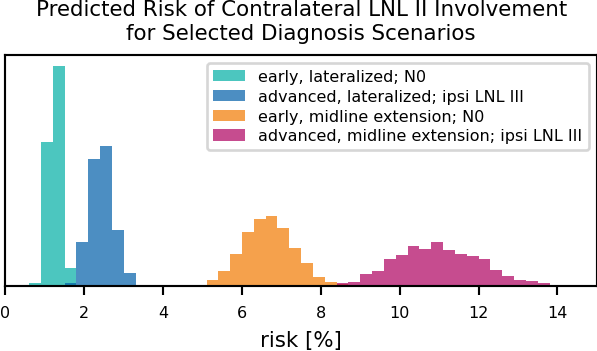 Predicted Risk of Contralateral LNL II Involvement
for Selected Diagnosis Scenarios
early, lateralized; N0
advanced, lateralized; ipsi LNL III
early, midline extension; N0
advanced, midline extension; ipsi LNL III
0 2 4 6 8 10 12 14
risk [%]